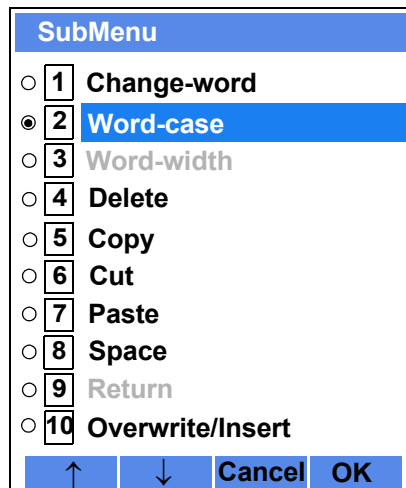 SubMenu
1 Change-word
2 Word-case
3 Word-width
4 Delete
5 Copy
6 Cut
7 Paste
8 Space
9 Return
10 Overwrite/Insert
↑ ↓ Cancel OK